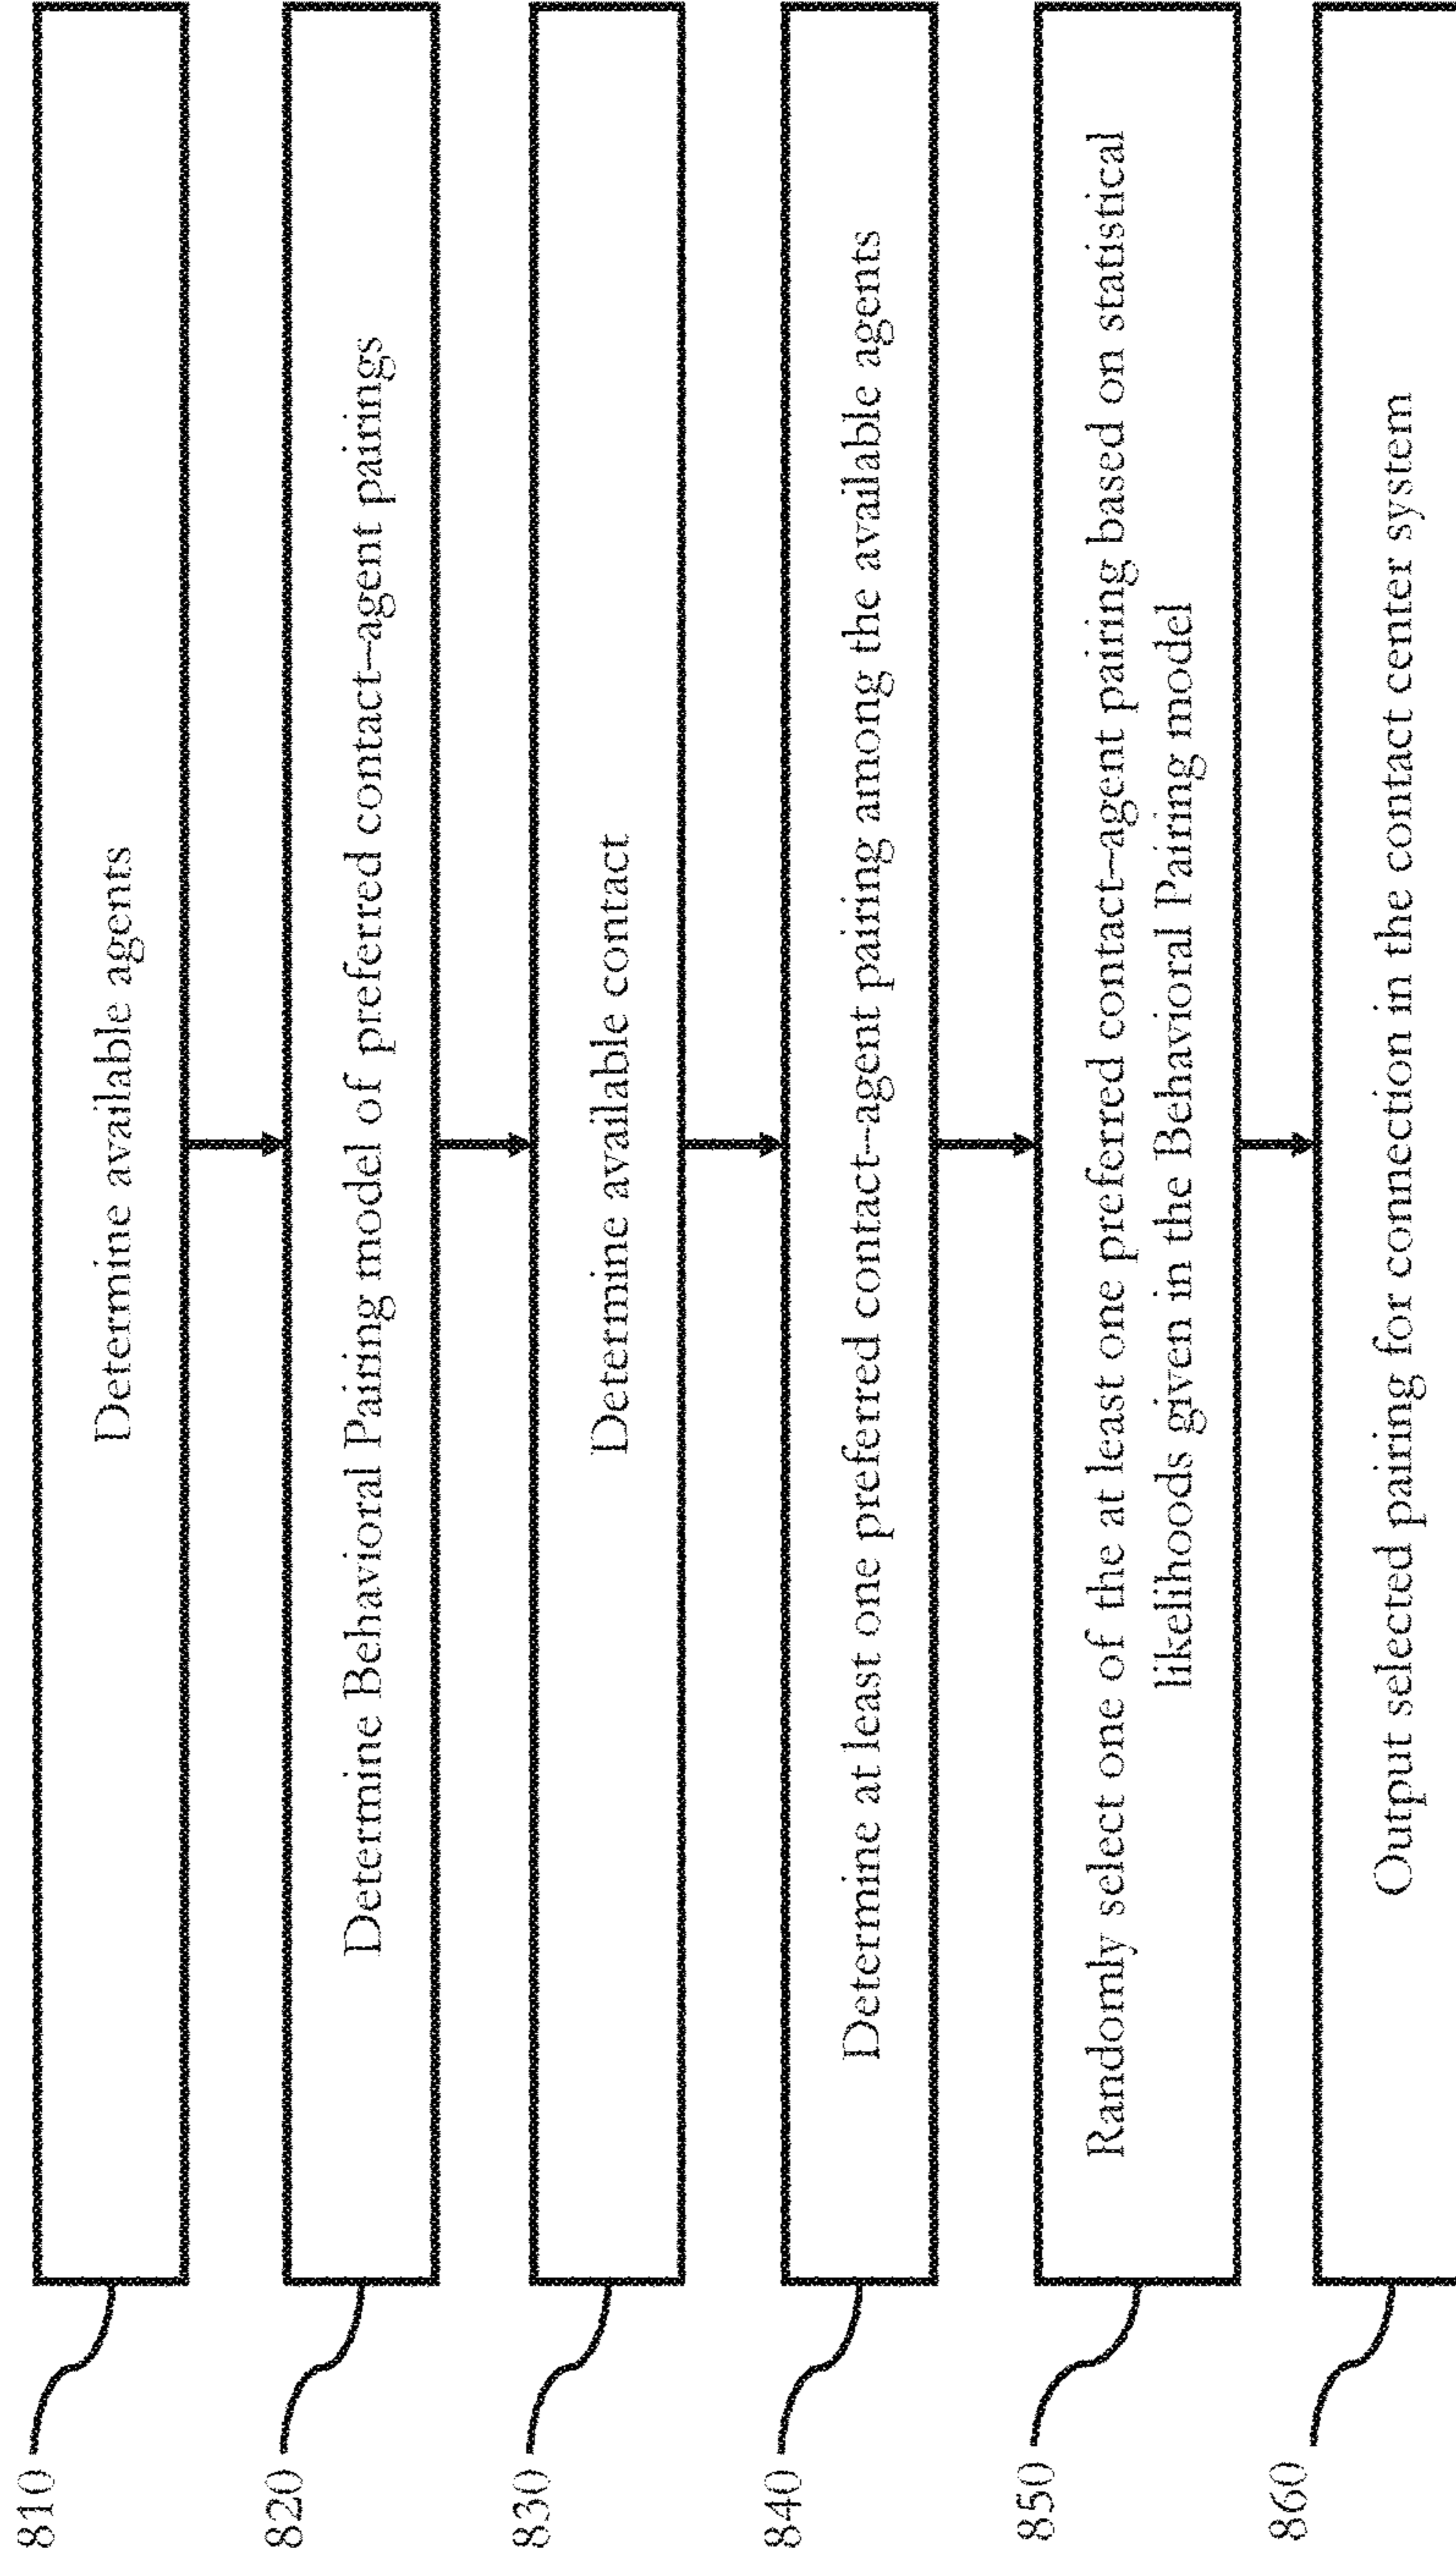 810
Determine available agents
820
Determine Behavioral Pairing model of preferred contact–agent pairings
830
Determine available contact
840
Determine at least one preferred contact–agent pairing among the available agents
850
Randomly select one of the at least one preferred contact–agent pairing based on statistical
likelihoods given in the Behavioral Pairing model
860
Output selected pairing for connection in the contact center system